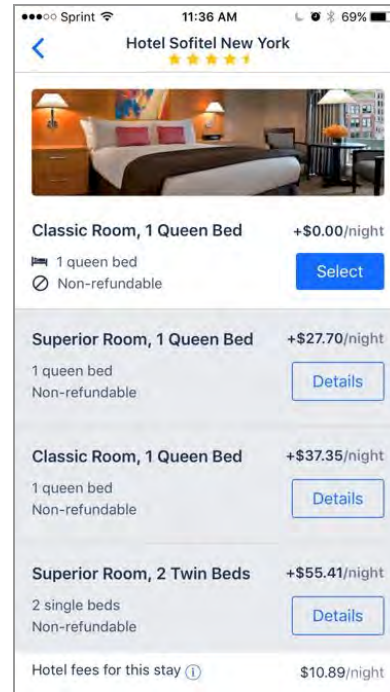 Sprint 11:36 AM 69%
Hotel Sofitel New York
Classic Room, 1 Queen Bed +$0.00/night
1 queen bed
Non-refundable
Select
Superior Room, 1 Queen Bed +$27.70/night
1 queen bed
Non-refundable
Details
Classic Room, 1 Queen Bed +$37.35/night
1 queen bed
Non-refundable
Details
Superior Room, 2 Twin Beds +$55.41/night
2 single beds
Non-refundable
Details
Hotel fees for this stay $10.89/night